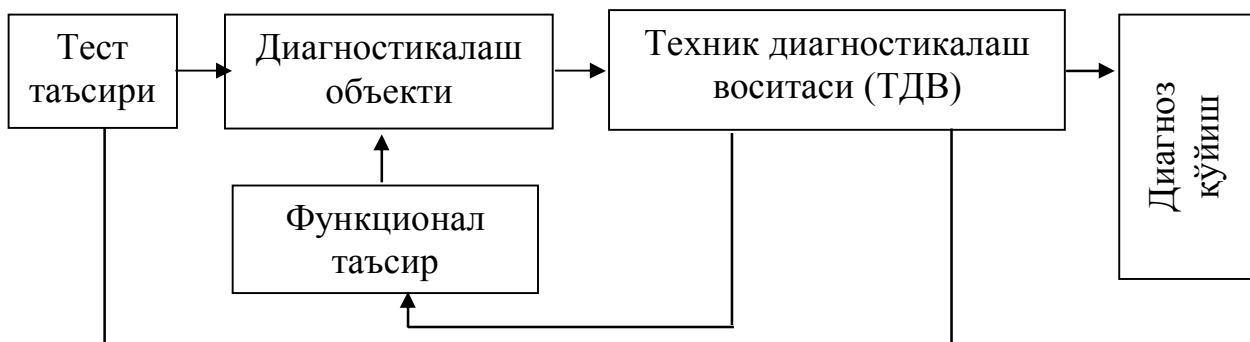 Тест
таъсири
Диагностикалаш
объекти
Техник диагностикалаш
воситаси (ТДВ)
Диагноз
қўйиш
Функционал
таъсир